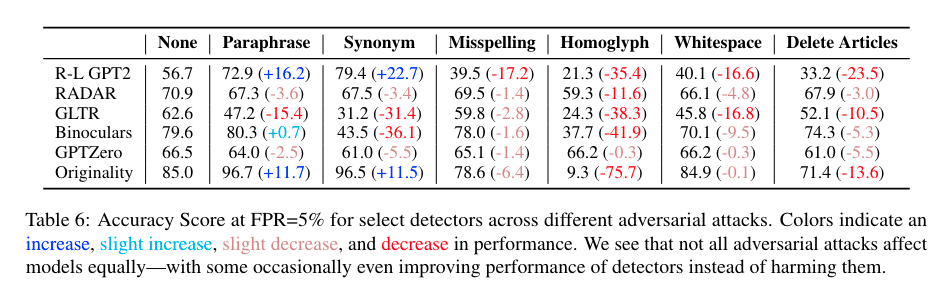 None Paraphrase Synonym Misspelling Homoglyph Whitespace Delete Articles
R-L GPT2 56.7 72.9 (+16.2) 79.4 (+22.7) 39.5 (-17.2) 21.3 (-35.4) 40.1 (-16.6) 33.2 (-23.5)
RADAR 70.9 67.3 (-3.6) 67.5 (-3.4) 69.5 (-1.4) 59.3 (-11.6) 66.1 (-4.8) 67.9 (-3.0)
GLTR 62.6 47.2 (-15.4) 31.2 (-31.4) 59.8 (-2.8) 24.3 (-38.3) 45.8 (-16.8) 52.1 (-10.5)
Binoculars 79.6 80.3 (+0.7) 43.5 (-36.1) 78.0 (-1.6) 37.7 (-41.9) 70.1 (-9.5) 74.3 (-5.3)
GPTZero 66.5 64.0 (-2.5) 61.0 (-5.5) 65.1 (-1.4) 66.2 (-0.3) 66.2 (-0.3) 61.0 (-5.5)
Originality 85.0 96.7 (+11.7) 96.5 (+11.5) 78.6 (-6.4) 9.3 (-75.7) 84.9 (-0.1) 71.4 (-13.6)
Table 6: Accuracy Score at FPR=5% for select detectors across different adversarial attacks. Colors indicate an
increase, slight increase, slight decrease, and decrease in performance. We see that not all adversarial attacks affect
models equally—with some occasionally even improving performance of detectors instead of harming them.